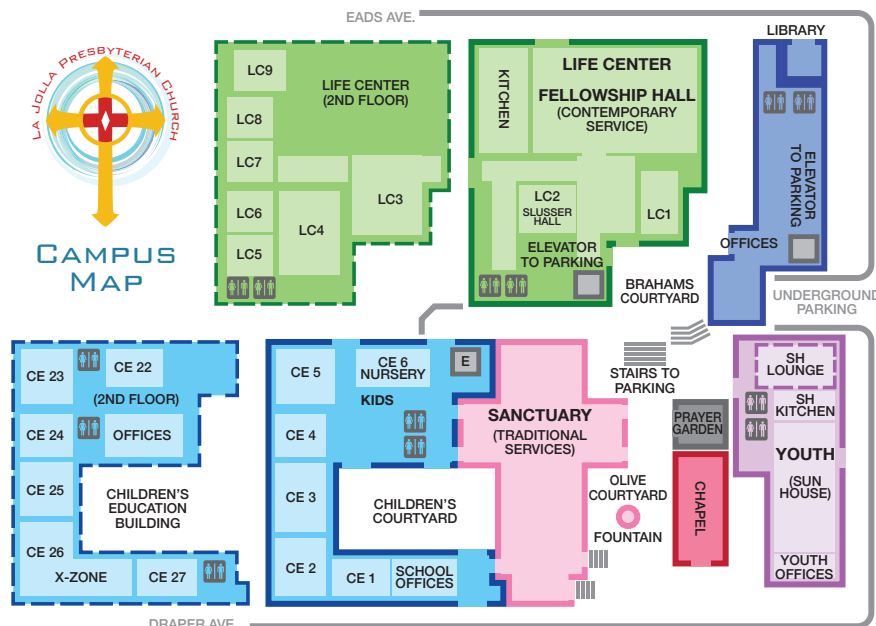 EADS AVE.
LIBRARY
LA JOLLA PRESBYTERIAN CHURCH
CAMPUS
MAP
LC9
LIFE CENTER
(2ND FLOOR)
LC8
LC7
LC6
LC5
LC4
LC3
KITCHEN
LIFE CENTER
FELLOWSHIP HALL
(CONTEMPORARY
SERVICE)
LC2
SLUSSER
HALL
LC1
ELEVATOR
TO PARKING
ELEVATOR
TO PARKING
OFFICES
BRAHAMS
COURTYARD
UNDERGROUND
PARKING
STAIRS TO
PARKING
CE 23
CE 22
(2ND FLOOR)
CE 24
OFFICES
CE 25
CHILDREN'S
EDUCATION
BUILDING
CE 26
X-ZONE
CE 27
CE 5
CE 6
NURSERY
E
KIDS
CE 4
CE 3
CHILDREN'S
COURTYARD
CE 2
CE 1
SCHOOL
OFFICES
SANCTUARY
(TRADITIONAL
SERVICES)
OLIVE
COURTYARD
FOUNTAIN
PRAYER
GARDEN
CHAPEL
SH
LOUNGE
SH
KITCHEN
YOUTH
(SUN
HOUSE)
YOUTH
OFFICES
DRAPER AVE.